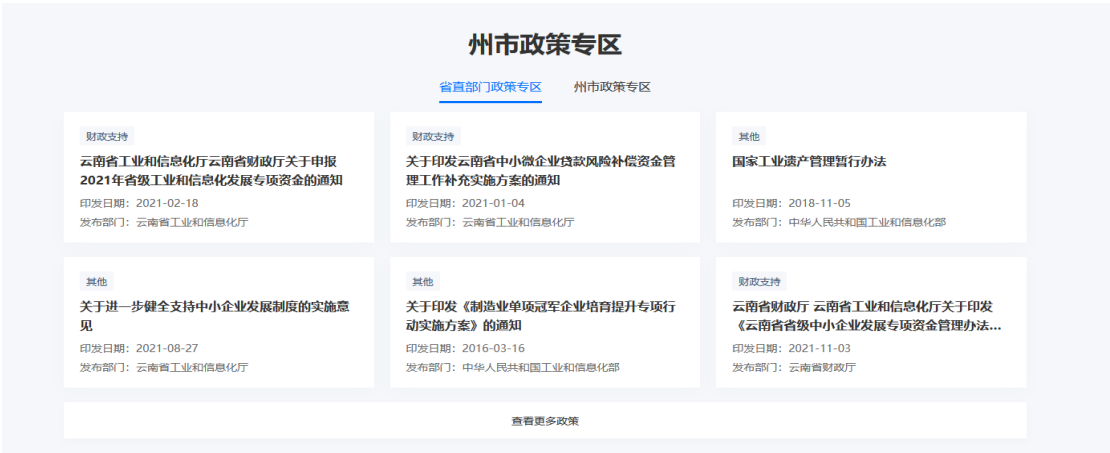 州市政策专区
省直部门政策专区 州市政策专区
财政支持
云南省工业和信息化厅云南省财政厅关于申报
2021年省级工业和信息化发展专项资金的通知
印发日期：2021-02-18
发布部门：云南省工业和信息化厅
财政支持
关于印发云南省中小微企业贷款风险补偿资金管
理工作补充实施方案的通知
印发日期：2021-01-04
发布部门：云南省工业和信息化厅
其他
国家工业遗产管理暂行办法
印发日期：2018-11-05
发布部门：中华人民共和国工业和信息化部
其他
关于进一步健全支持中小企业发展制度的实施意
见
印发日期：2021-08-27
发布部门：云南省工业和信息化厅
其他
关于印发《制造业单项冠军企业培育提升专项行
动实施方案》的通知
印发日期：2016-03-16
发布部门：中华人民共和国工业和信息化部
财政支持
云南省财政厅 云南省工业和信息化厅关于印发
《云南省省级中小企业发展专项资金管理办法...
印发日期：2021-11-03
发布部门：云南省财政厅
查看更多政策